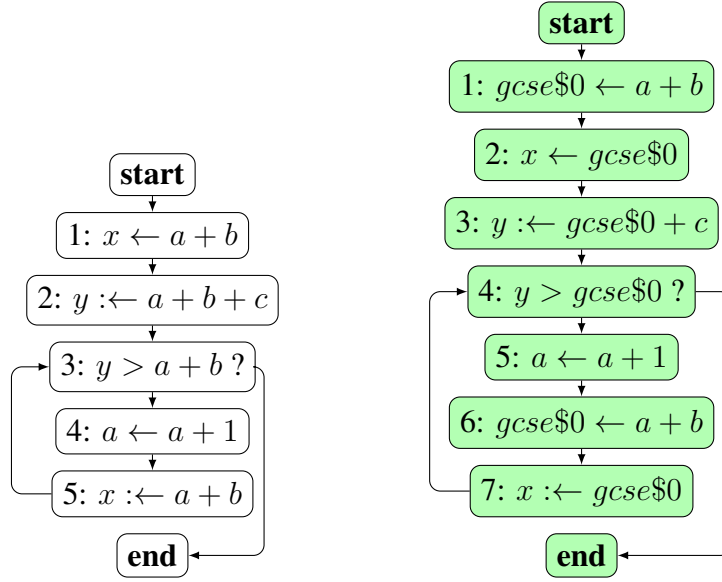 start
1: x ← a + b
2: y :← a + b + c
3: y > a + b ?
4: a ← a + 1
5: x :← a + b
end
start
1: gcse$0 ← a + b
2: x ← gcse$0
3: y :← gcse$0 + c
4: y > gcse$0 ?
5: a ← a + 1
6: gcse$0 ← a + b
7: x :← gcse$0
end